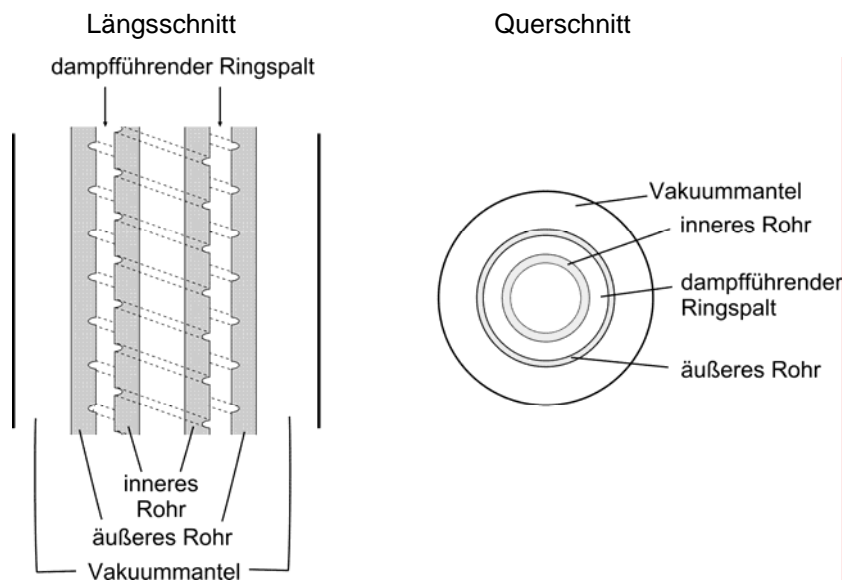 Längsschnitt
dampfführender Ringspalt
inneres
Rohr
äußeres Rohr
Vakuummantel
Querschnitt
Vakuummantel
inneres Rohr
dampfführender
Ringspalt
äußeres Rohr